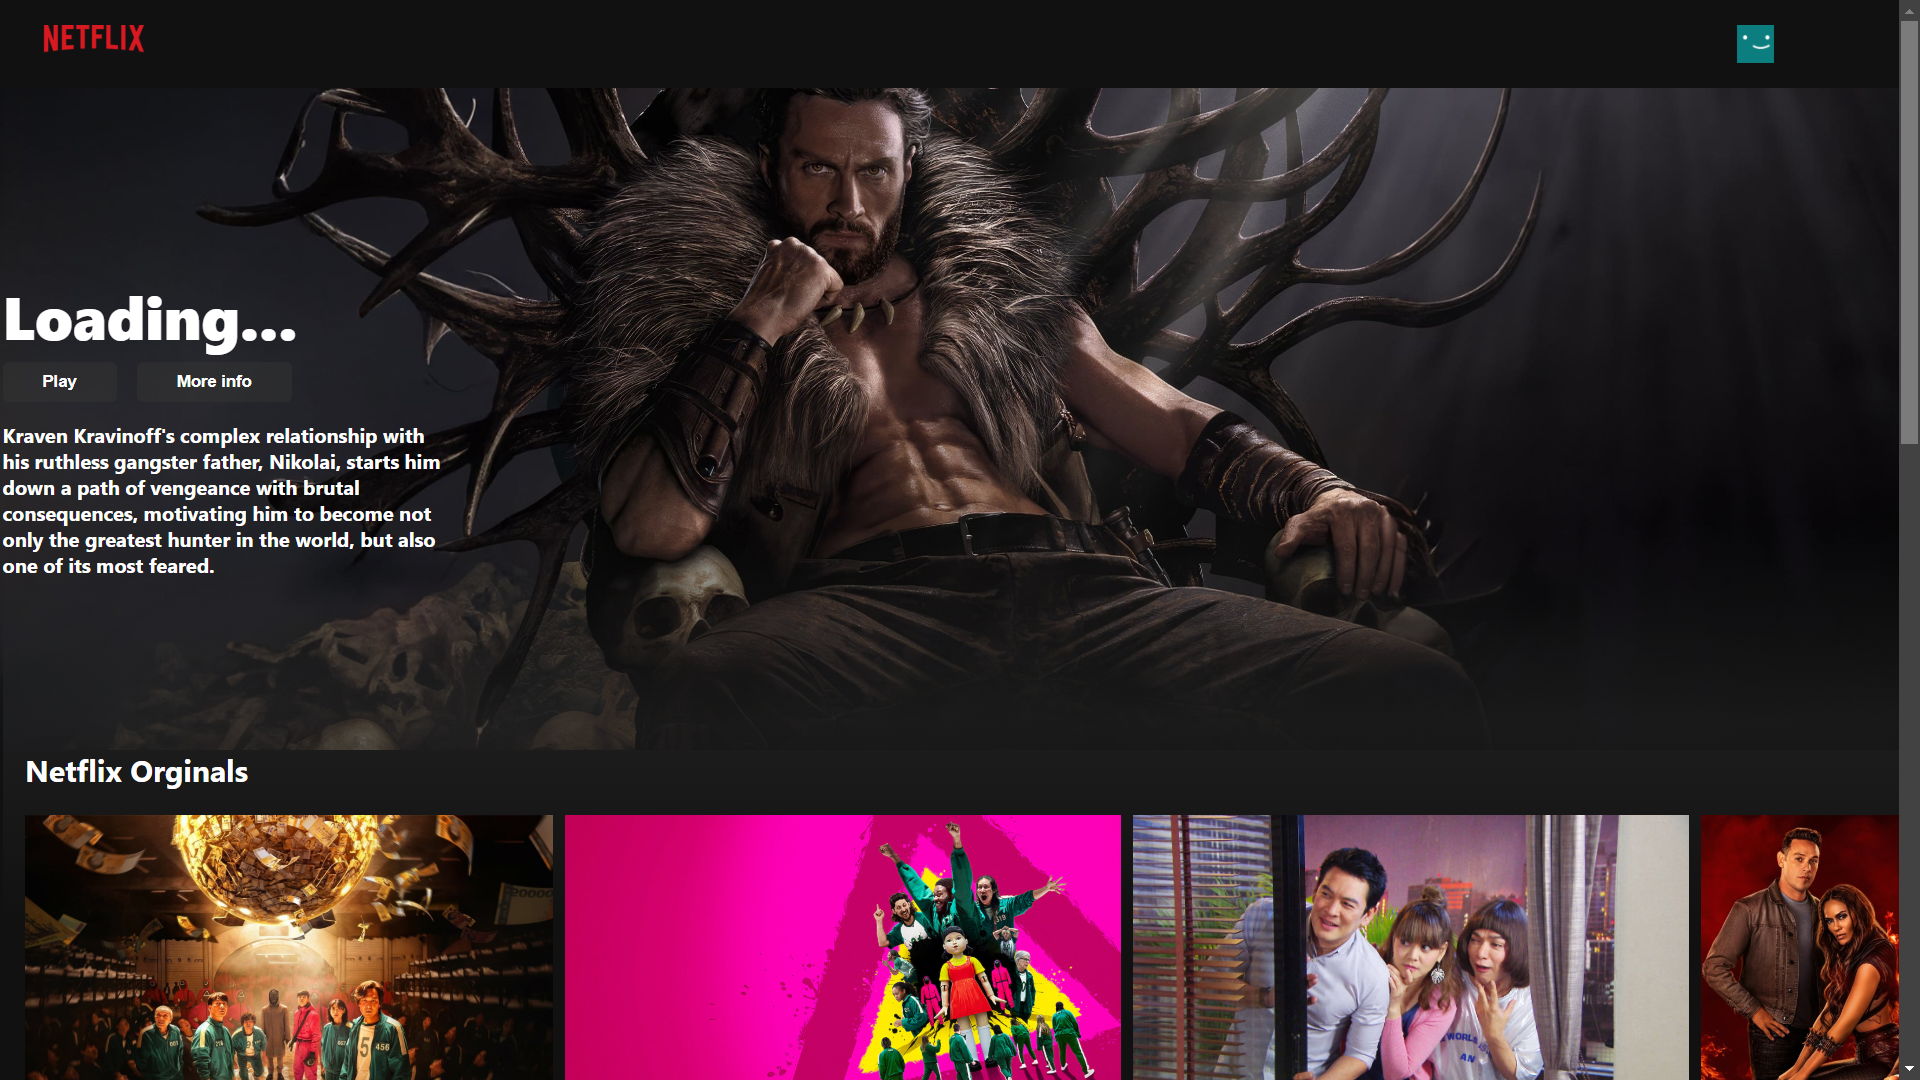 NETFLIX
Loading...
Play
More info
Kraven Kravinoff's complex relationship with
his ruthless gangster father, Nikolai, starts him
down a path of vengeance with brutal
consequences, motivating him to become not
only the greatest hunter in the world, but also
one of its most feared.
Netflix Orginals
456